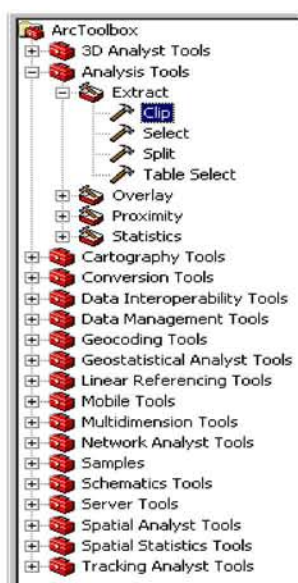 ArcToolbox
3D Analyst Tools
Analysis Tools
Extract
Clip
Select
Split
Table Select
Overlay
Proximity
Statistics
Cartography Tools
Conversion Tools
Data Interoperability Tools
Data Management Tools
Geocoding Tools
Geostatistical Analyst Tools
Linear Referencing Tools
Mobile Tools
Multidimension Tools
Network Analyst Tools
Samples
Schematics Tools
Server Tools
Spatial Analyst Tools
Spatial Statistics Tools
Tracking Analyst Tools